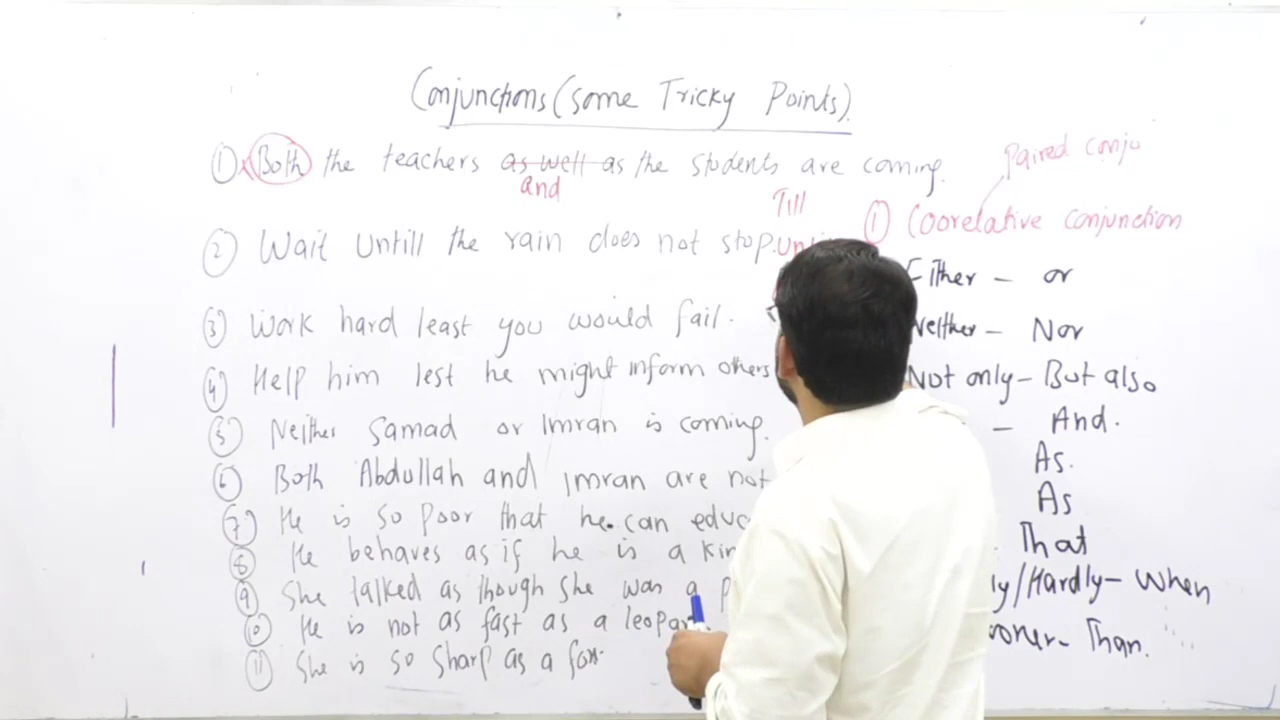 Conjunctions (Some Tricky Points).
① Both the teachers as well as the students are coming.
and
② Wait Untill the rain does not stop.
Till
③ Work hard least you would fail.
④ Help him lest he might inform others
⑤ Neither Samad or Imran is coming.
⑥ Both Abdullah and Imran are not
⑦ He is so poor that he can
⑧ He behaves as if he is a
⑨ She talked as though She was a
⑩ He is not as fast as a
⑪ She is so Sharp as a fox.
Paired conju
① Coorelative conjunction
Either – or
Neither – Nor
Not only – But also
– And.
As.
As
That
/Hardly – When
– Than.